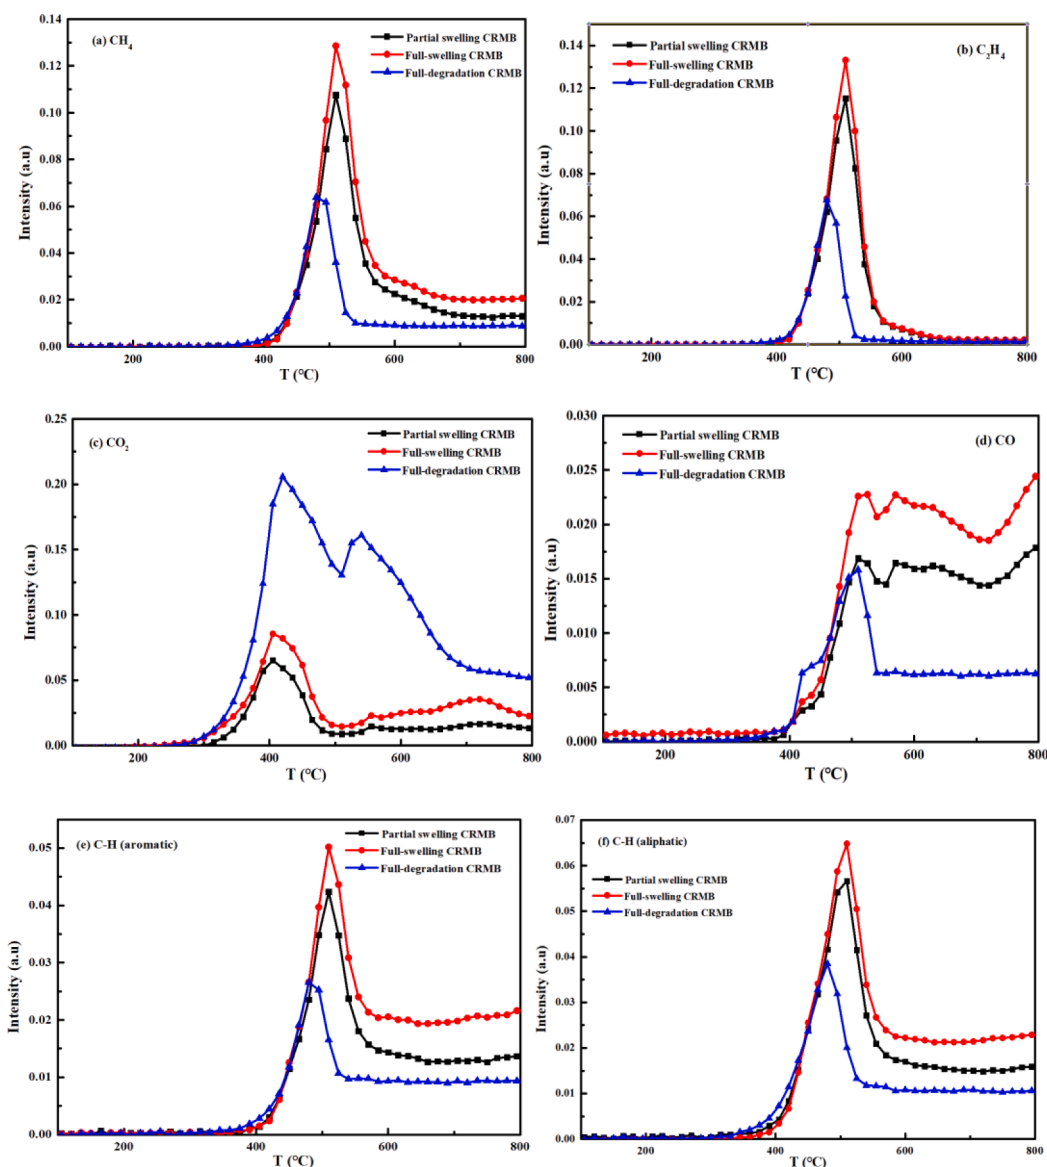 (a) CH4
Partial swelling CRMB
Full-swelling CRMB
Full-degradation CRMB
Intensity (a.u)
0.14
0.12
0.10
0.08
0.06
0.04
0.02
0.00
200 400 600 800
T (℃)
(b) C2H4
Partial swelling CRMB
Full-swelling CRMB
Full-degradation CRMB
Intensity (a.u)
0.14
0.12
0.10
0.08
0.06
0.04
0.02
0.00
200 400 600 800
T (℃)
(c) CO2
Partial swelling CRMB
Full-swelling CRMB
Full-degradation CRMB
Intensity (a.u)
0.25
0.20
0.15
0.10
0.05
0.00
200 400 600 800
T (℃)
(d) CO
Partial swelling CRMB
Full-swelling CRMB
Full-degradation CRMB
Intensity (a.u)
0.030
0.025
0.020
0.015
0.010
0.005
0.000
200 400 600 800
T (℃)
(e) C-H (aromatic)
Partial swelling CRMB
Full-swelling CRMB
Full-degradation CRMB
Intensity (a.u)
0.05
0.04
0.03
0.02
0.01
0.00
200 400 600 800
T (℃)
(f) C-H (aliphatic)
Partial swelling CRMB
Full-swelling CRMB
Full-degradation CRMB
Intensity (a.u)
0.07
0.06
0.05
0.04
0.03
0.02
0.01
0.00
200 400 600 800
T (℃)